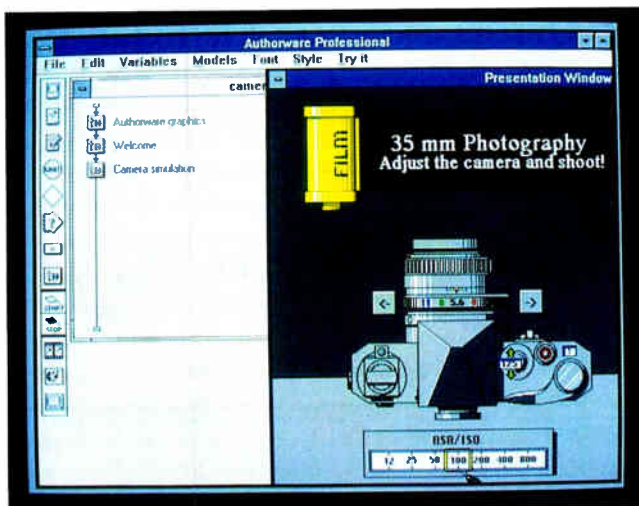 Authorware Professional
File Edit Variables Models Font Style Try it
Presentation Window
Authorware graphics
Welcome
Camera simulation
START
STOP
FILM
35 mm Photography
Adjust the camera and shoot!
5.6
<-
->
ASA/ISO
12 25 50 100 200 400 800